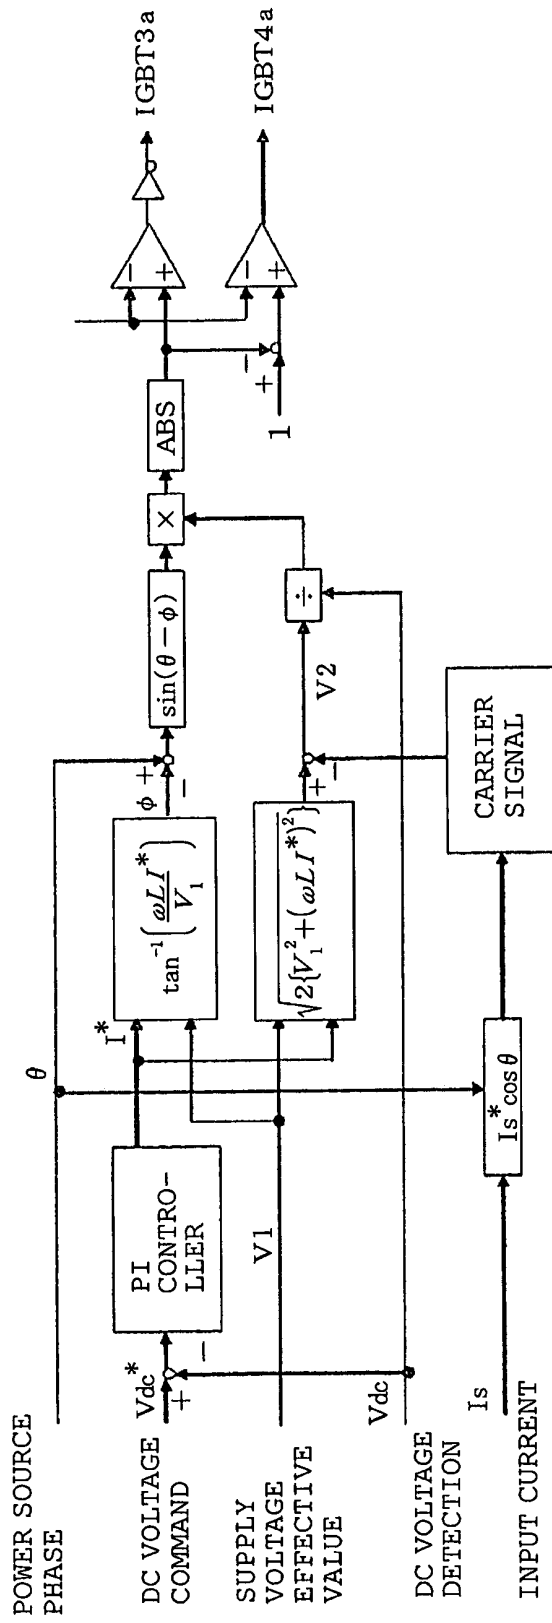 POWER SOURCE
PHASE
θ
DC VOLTAGE
COMMAND
Vdc*
+
−
PI
CONTRO-
LLER
I*
tan⁻¹(ωLI*/V₁)
φ
+
−
sin(θ−φ)
×
ABS
−
+
IGBT3a
SUPPLY
VOLTAGE
EFFECTIVE
VALUE
V1
√2{V₁²+(ωLI*)²}
+
−
V2
÷
1
+
−
−
+
IGBT4a
DC VOLTAGE
DETECTION
Vdc
INPUT CURRENT
Is
Is*cosθ
CARRIER
SIGNAL